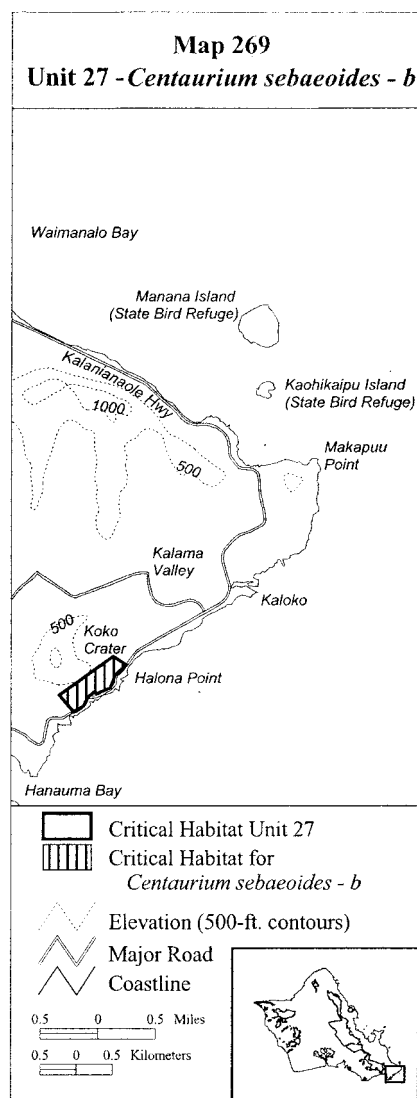 Map 269
Unit 27 - Centaurium sebaeoides - b
Waimanalo Bay
Manana Island
(State Bird Refuge)
Kalanianaole Hwy
Kaohikaipu Island
(State Bird Refuge)
1000
500
Makapuu
Point
Kalama
Valley
Kaloko
500
Koko
Crater
Halona Point
Hanauma Bay
Critical Habitat Unit 27
Critical Habitat for
Centaurium sebaeoides - b
Elevation (500-ft. contours)
Major Road
Coastline
0.5 0 0.5 Miles
0.5 0 0.5 Kilometers